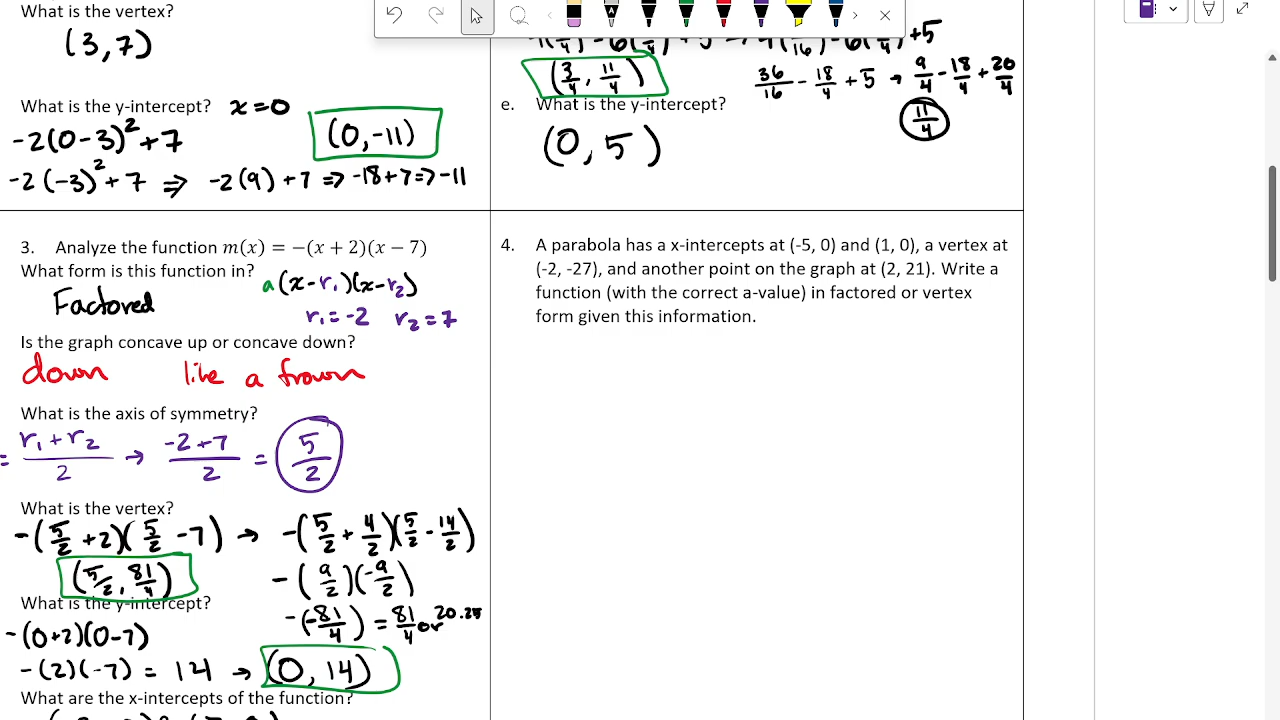 What is the vertex?
(3, 7)
What is the y-intercept? x=0
-2(0-3)²+7
(0,-11)
-2(-3)²+7 ⇒ -2(9)+7 ⇒ -18+7 ⇒ -11
+5
(3/4, 11/4)
36/16 - 18/4 + 5 → 9/4 - 18/4 + 20/4
11/4
e. What is the y-intercept?
(0, 5)
3. Analyze the function m(x) = −(x + 2)(x − 7)
What form is this function in?
Factored
a(x-r₁)(x-r₂)
r₁=-2 r₂=7
Is the graph concave up or concave down?
down like a frown
What is the axis of symmetry?
= r₁+r₂/2 → -2+7/2 = 5/2
What is the vertex?
-(5/2+2)(5/2-7) → -(5/2+4/2)(5/2-14/2)
(5/2, 81/4)
-(9/2)(-9/2)
-(-81/4) = 81/4 or 20.25
What is the y-intercept?
-(0+2)(0-7)
-(2)(-7) = 14 → (0, 14)
What are the x-intercepts of the function?
4. A parabola has a x-intercepts at (-5, 0) and (1, 0), a vertex at
(-2, -27), and another point on the graph at (2, 21). Write a
function (with the correct a-value) in factored or vertex
form given this information.